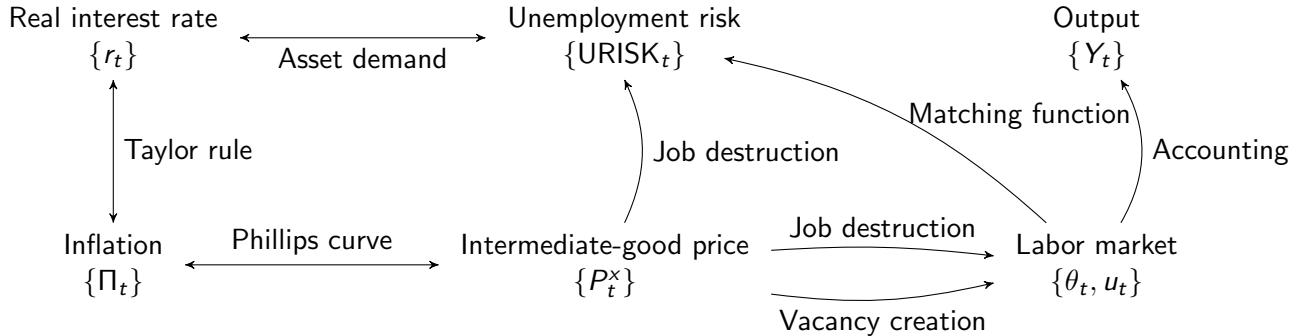 Real interest rate
{r_t}
Asset demand
Unemployment risk
{URISK_t}
Output
{Y_t}
Taylor rule
Job destruction
Matching function
Accounting
Inflation
{Π_t}
Phillips curve
Intermediate-good price
{P_t^x}
Job destruction
Vacancy creation
Labor market
{θ_t, u_t}